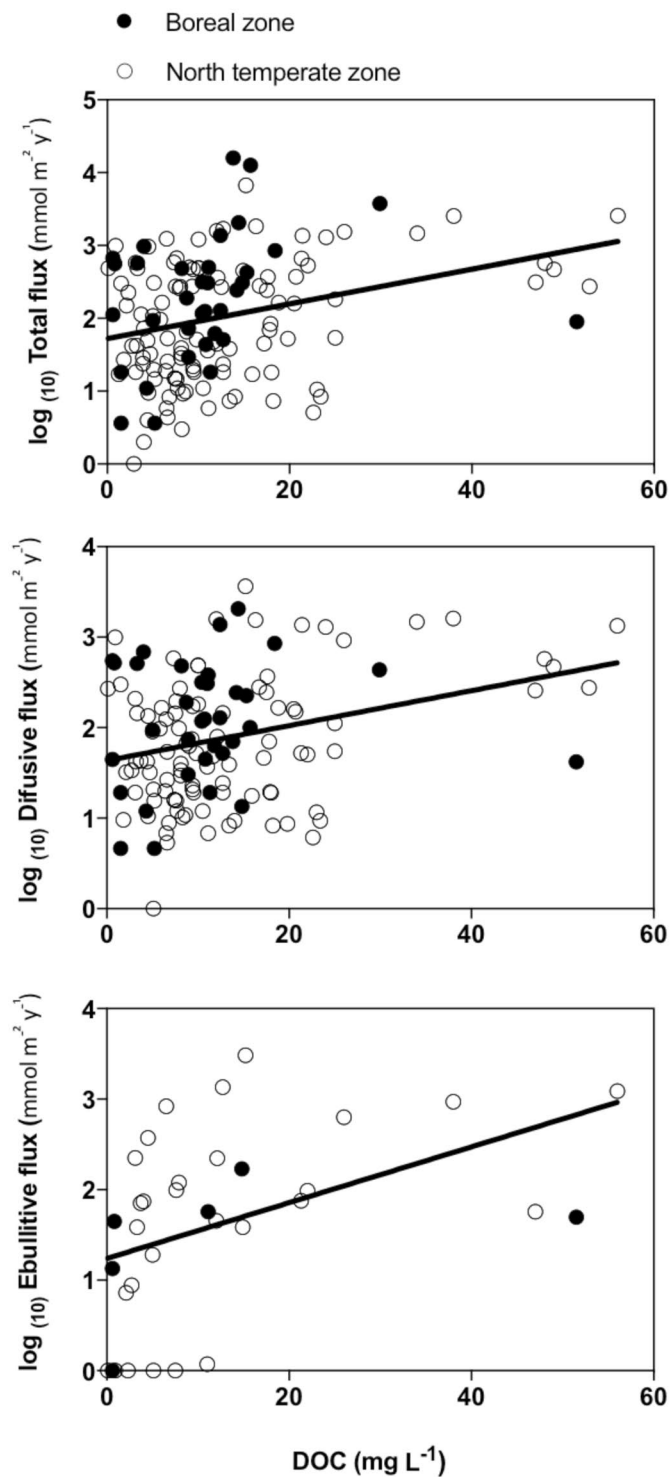 Boreal zone
North temperate zone
5
4
3
2
1
0
0 20 40 60
log (10) Total flux (mmol m⁻² y⁻¹)
4
3
2
1
0
0 20 40 60
log (10) Difusive flux (mmol m⁻² y⁻¹)
4
3
2
1
0
0 20 40 60
log (10) Ebullitive flux (mmol m⁻² y⁻¹)
DOC (mg L⁻¹)